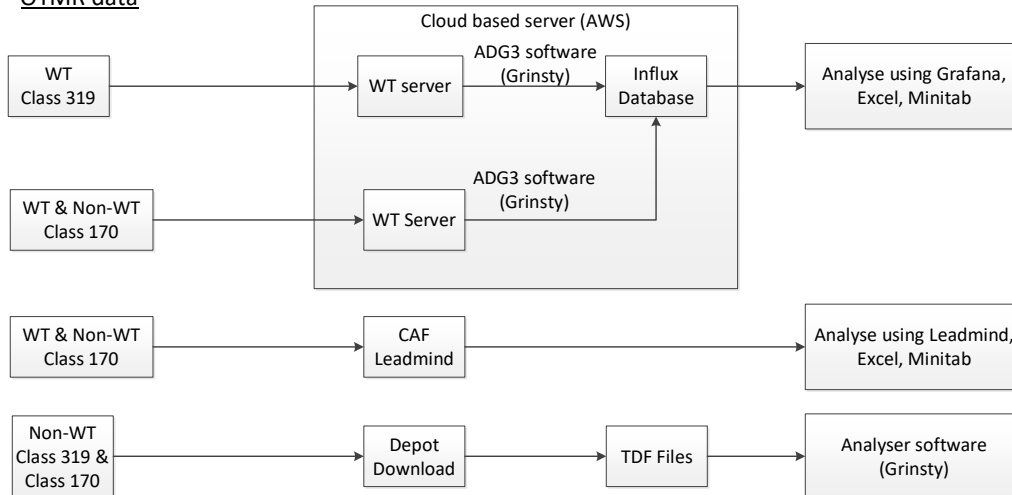 OTMR data
Cloud based server (AWS)
WT
Class 319
WT server
ADG3 software
(Grinsty)
Influx
Database
Analyse using Grafana,
Excel, Minitab
WT & Non-WT
Class 170
WT Server
ADG3 software
(Grinsty)
WT & Non-WT
Class 170
CAF
Leadmind
Analyse using Leadmind,
Excel, Minitab
Non-WT
Class 319 &
Class 170
Depot
Download
TDF Files
Analyser software
(Grinsty)